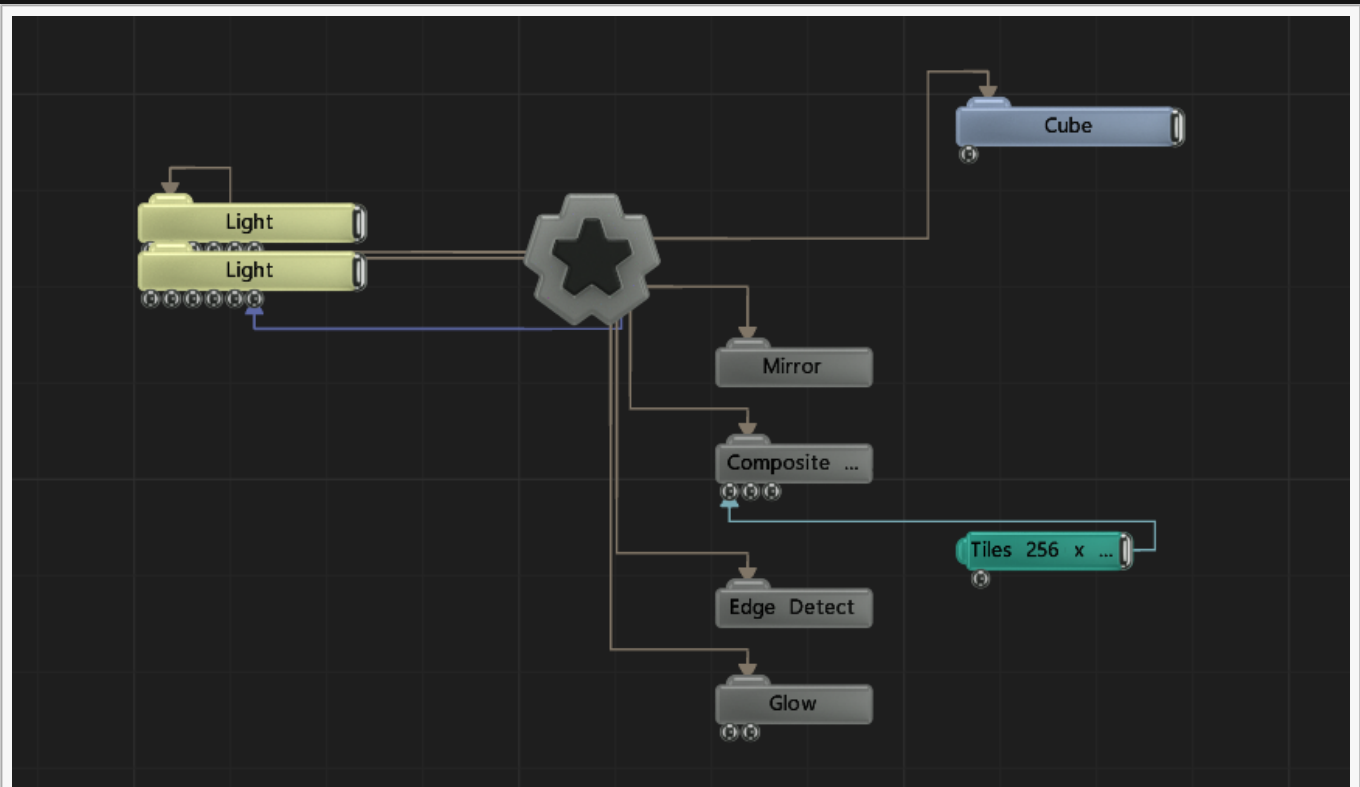 Cube
Light
Light
Mirror
Composite ...
Tiles 256 x ...
Edge Detect
Glow